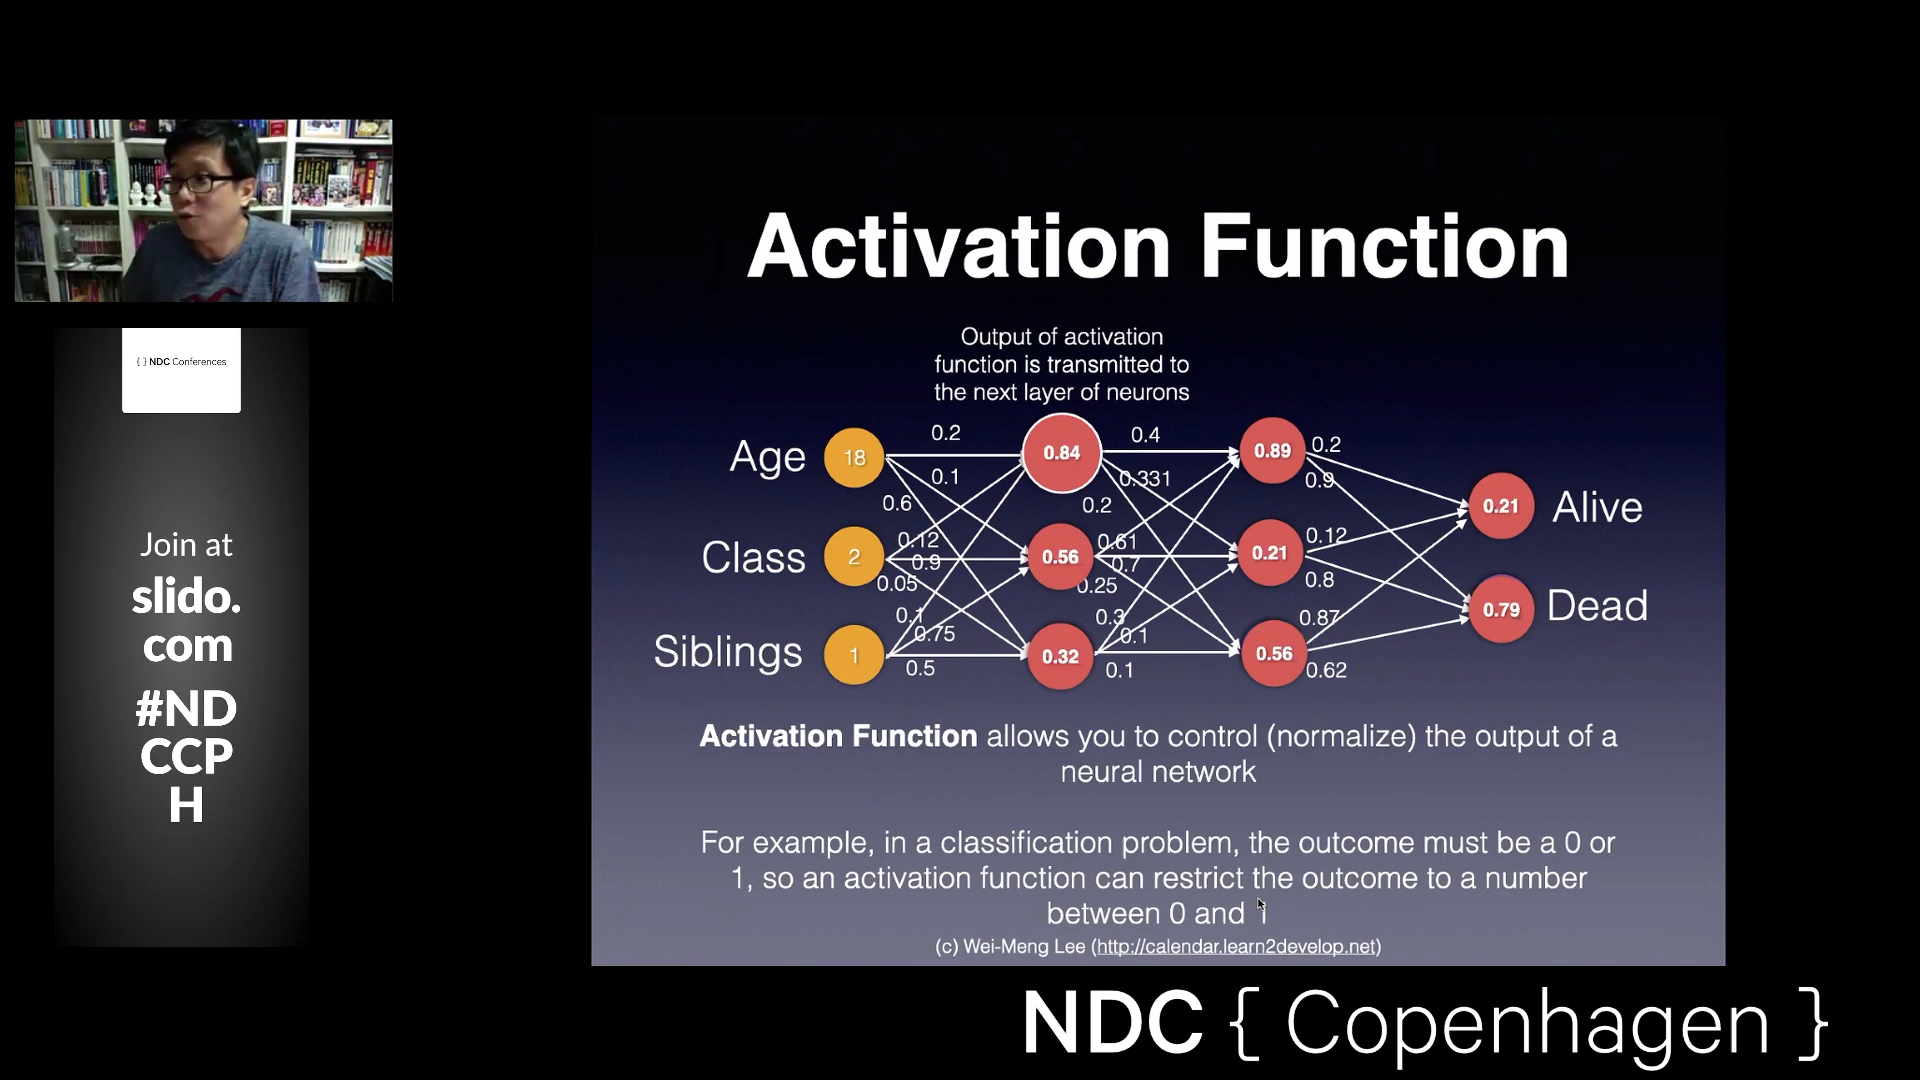 { } NDC Conferences
Join at
slido.
com
#ND
CCP
H
Activation Function
Output of activation
function is transmitted to
the next layer of neurons
Age
18
0.2
0.1
0.6
0.84
0.4
0.331
0.2
0.89
0.2
0.9
0.21
Alive
Class
2
0.12
0.9
0.05
0.56
0.61
0.7
0.25
0.21
0.12
0.8
0.79
Dead
Siblings
1
0.1
0.75
0.5
0.32
0.3
0.1
0.1
0.56
0.87
0.62
Activation Function allows you to control (normalize) the output of a
neural network
For example, in a classification problem, the outcome must be a 0 or
1, so an activation function can restrict the outcome to a number
between 0 and 1
(c) Wei-Meng Lee (http://calendar.learn2develop.net)
NDC { Copenhagen }